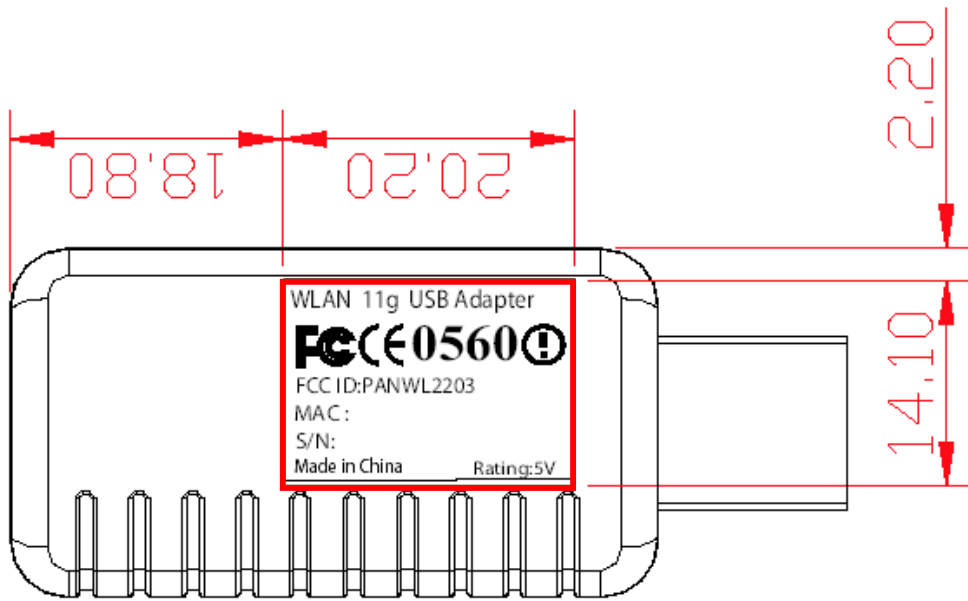 18.80
20.20
2.20
14.10
WLAN 11g USB Adapter
FC CE 0560
FCC ID:PANWL2203
MAC :
S/N:
Made in China Rating:5V